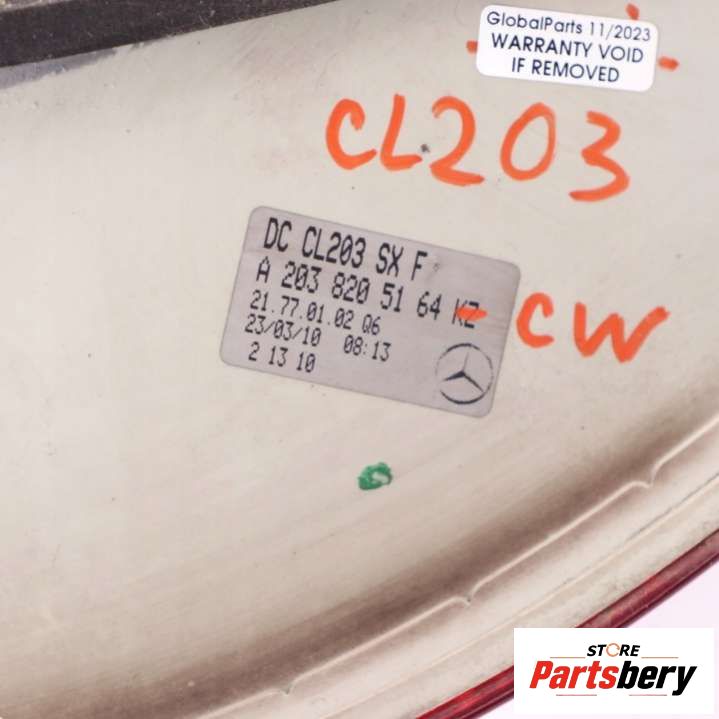 GlobalParts 11/2023
WARRANTY VOID
IF REMOVED
CL203
DC CL203 SX F
A 203 820 51 64 KZ
21.77.01.02 Q6
23/03/10 08:13
2 13 10
CW
STORE
Partsbery